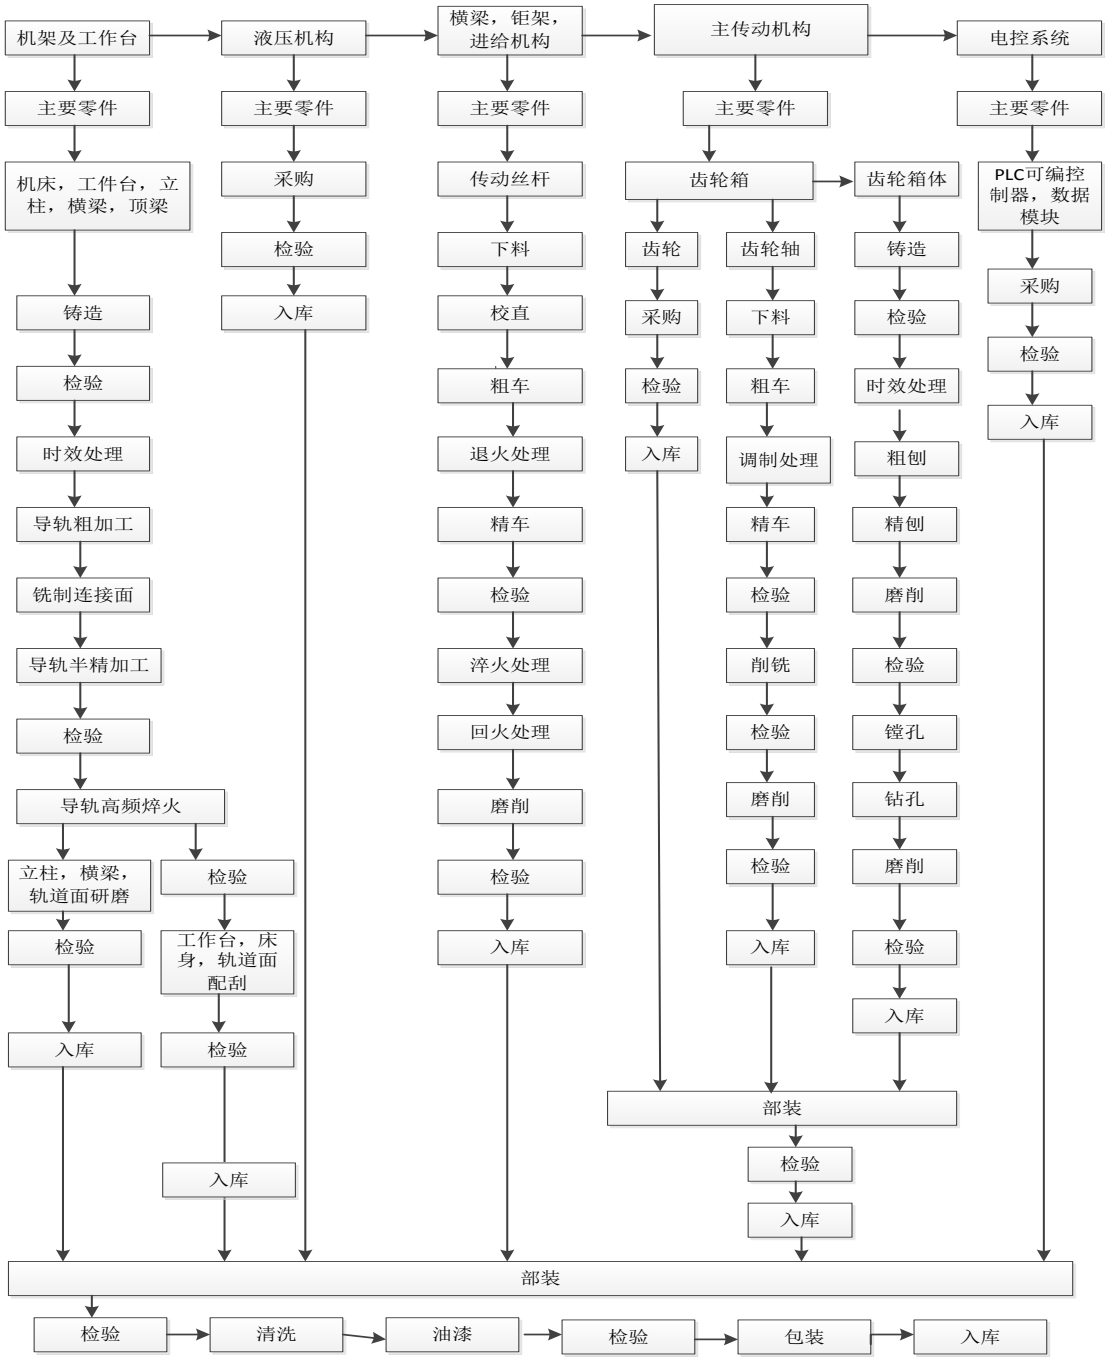 机架及工作台
液压机构
横梁，钜架，
进给机构
主传动机构
电控系统
主要零件
主要零件
主要零件
主要零件
主要零件
机床，工件台，立
柱，横梁，顶梁
铸造
检验
时效处理
导轨粗加工
铣制连接面
导轨半精加工
检验
导轨高频焠火
立柱，横梁，
轨道面研磨
检验
入库
检验
工作台，床
身，轨道面
配刮
检验
入库
采购
检验
入库
传动丝杆
下料
校直
粗车
退火处理
精车
检验
淬火处理
回火处理
磨削
检验
入库
齿轮箱
齿轮
采购
检验
入库
齿轮轴
下料
粗车
调制处理
精车
检验
削铣
检验
磨削
检验
入库
齿轮箱体
铸造
检验
时效处理
粗刨
精刨
磨削
检验
镗孔
钻孔
磨削
检验
入库
部装
检验
入库
PLC可编控
制器，数据
模块
采购
检验
入库
部装
检验
清洗
油漆
检验
包装
入库